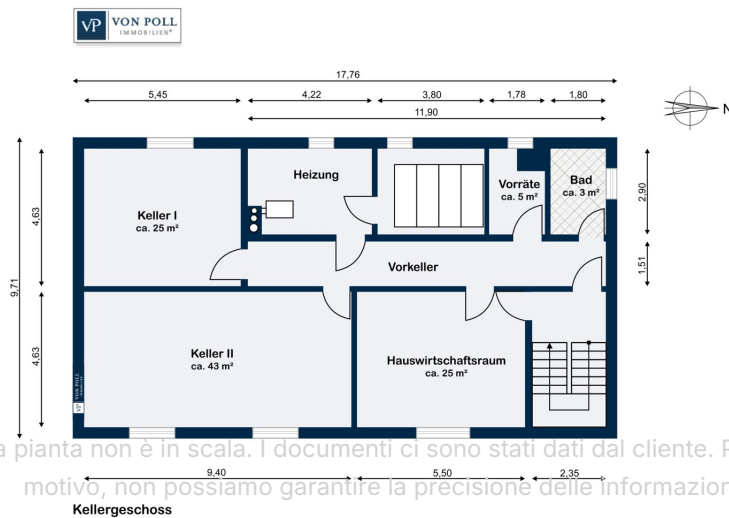 VP VON POLL
IMMOBILIEN®
17,76
5,45 4,22 3,80 1,78 1,80
11,90
N
Heizung
Vorräte
ca. 5 m²
Bad
ca. 3 m²
2,90
4,63
Keller I
ca. 25 m²
9,71
Vorkeller
1,51
4,63
Keller II
ca. 43 m²
Hauswirtschaftsraum
ca. 25 m²
VP VON POLL
IMMOBILIEN
a pianta non è in scala. I documenti ci sono stati dati dal cliente. P
9,40 5,50 2,35
motivo, non possiamo garantire la precisione delle informazion
Kellergeschoss